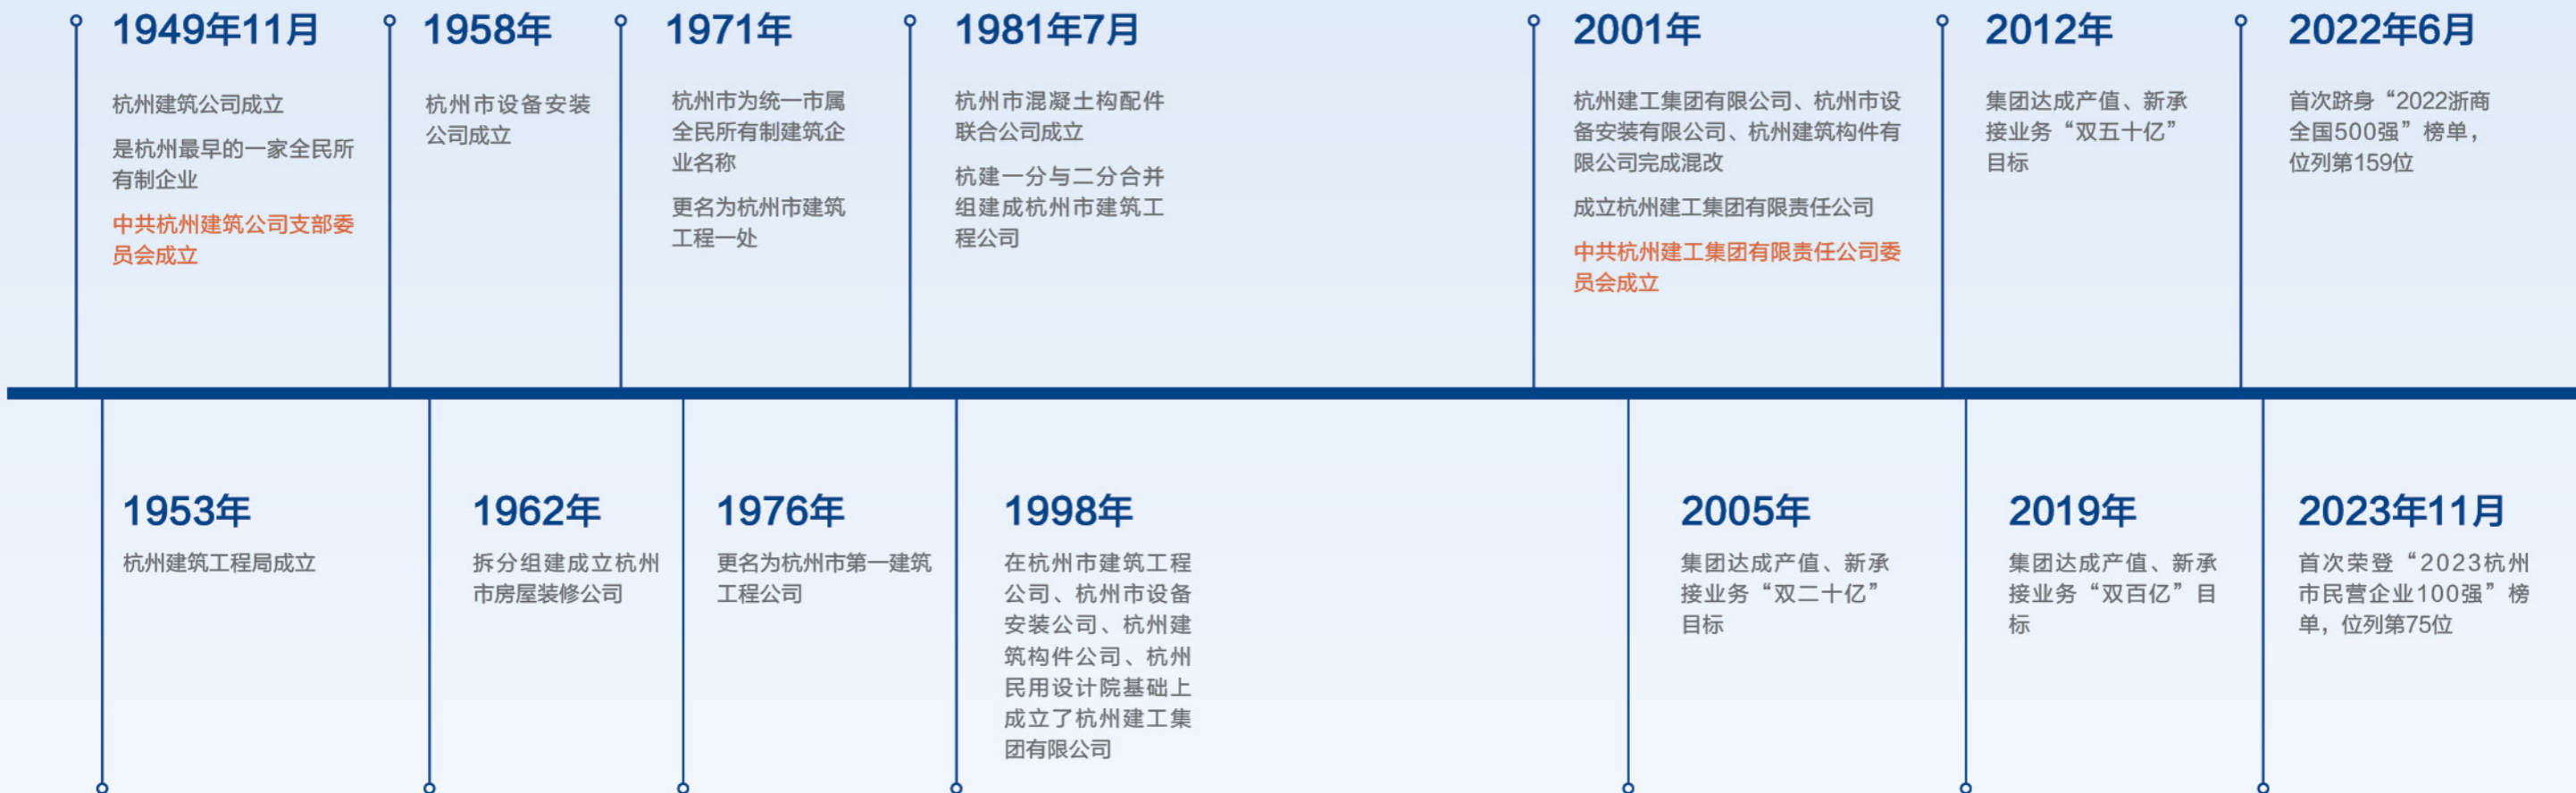 1949年11月
杭州建筑公司成立
是杭州最早的一家全民所
有制企业
中共杭州建筑公司支部委
员会成立
1958年
杭州市设备安装
公司成立
1971年
杭州市为统一市属
全民所有制建筑企
业名称
更名为杭州市建筑
工程一处
1981年7月
杭州市混凝土构配件
联合公司成立
杭建一分与二分合并
组建成杭州市建筑工
程公司
2001年
杭州建工集团有限公司、杭州市设
备安装有限公司、杭州建筑构件有
限公司完成混改
成立杭州建工集团有限责任公司
中共杭州建工集团有限责任公司委
员会成立
2012年
集团达成产值、新承
接业务“双五十亿”
目标
2022年6月
首次跻身“2022浙商
全国500强”榜单，
位列第159位
1953年
杭州建筑工程局成立
1962年
拆分组建成立杭州
市房屋装修公司
1976年
更名为杭州市第一建筑
工程公司
1998年
在杭州市建筑工程
公司、杭州市设备
安装公司、杭州建
筑构件公司、杭州
民用设计院基础上
成立了杭州建工集
团有限公司
2005年
集团达成产值、新承
接业务“双二十亿”
目标
2019年
集团达成产值、新承
接业务“双百亿”目
标
2023年11月
首次荣登“2023杭州
市民营企业100强”榜
单，位列第75位